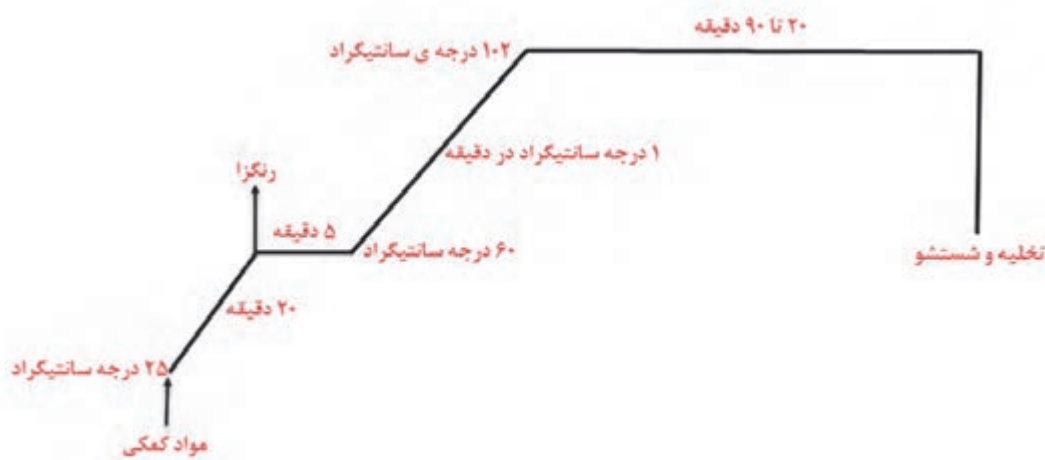 ۲۰ تا ۹۰ دقیقه
۱۰۲ درجه ی سانتیگراد
۱ درجه سانتیگراد در دقیقه
رنگزا
۵ دقیقه
۶۰ درجه سانتیگراد
تخلیه و شستشو
۲۰ دقیقه
۲۵ درجه سانتیگراد
مواد کمکی